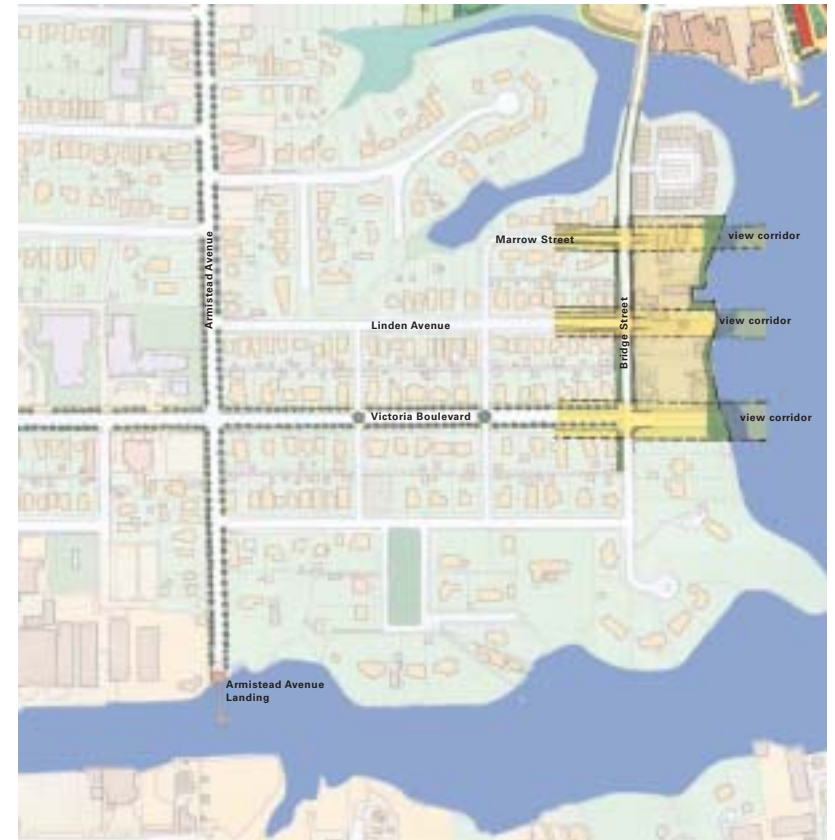 Marrow Street
view corridor
Armistead Avenue
Linden Avenue
Bridge Street
view corridor
Victoria Boulevard
view corridor
Armistead Avenue
Landing